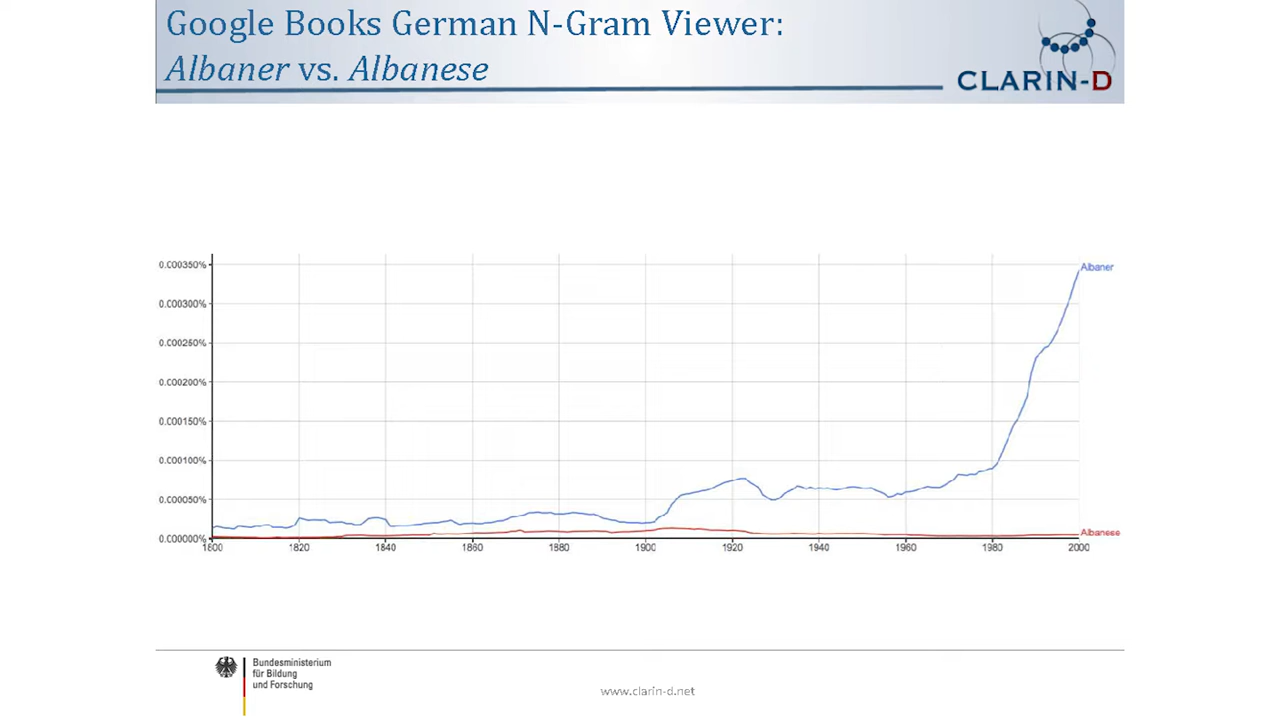 Google Books German N-Gram Viewer:
Albaner vs. Albanese
CLARIN-D
0.000350%
0.000300%
0.000250%
0.000200%
0.000150%
0.000100%
0.000050%
0.000000%
1800 1820 1840 1860 1880 1900 1920 1940 1960 1980 2000
Albaner
Albanese
Bundesministerium
für Bildung
und Forschung
www.clarin-d.net